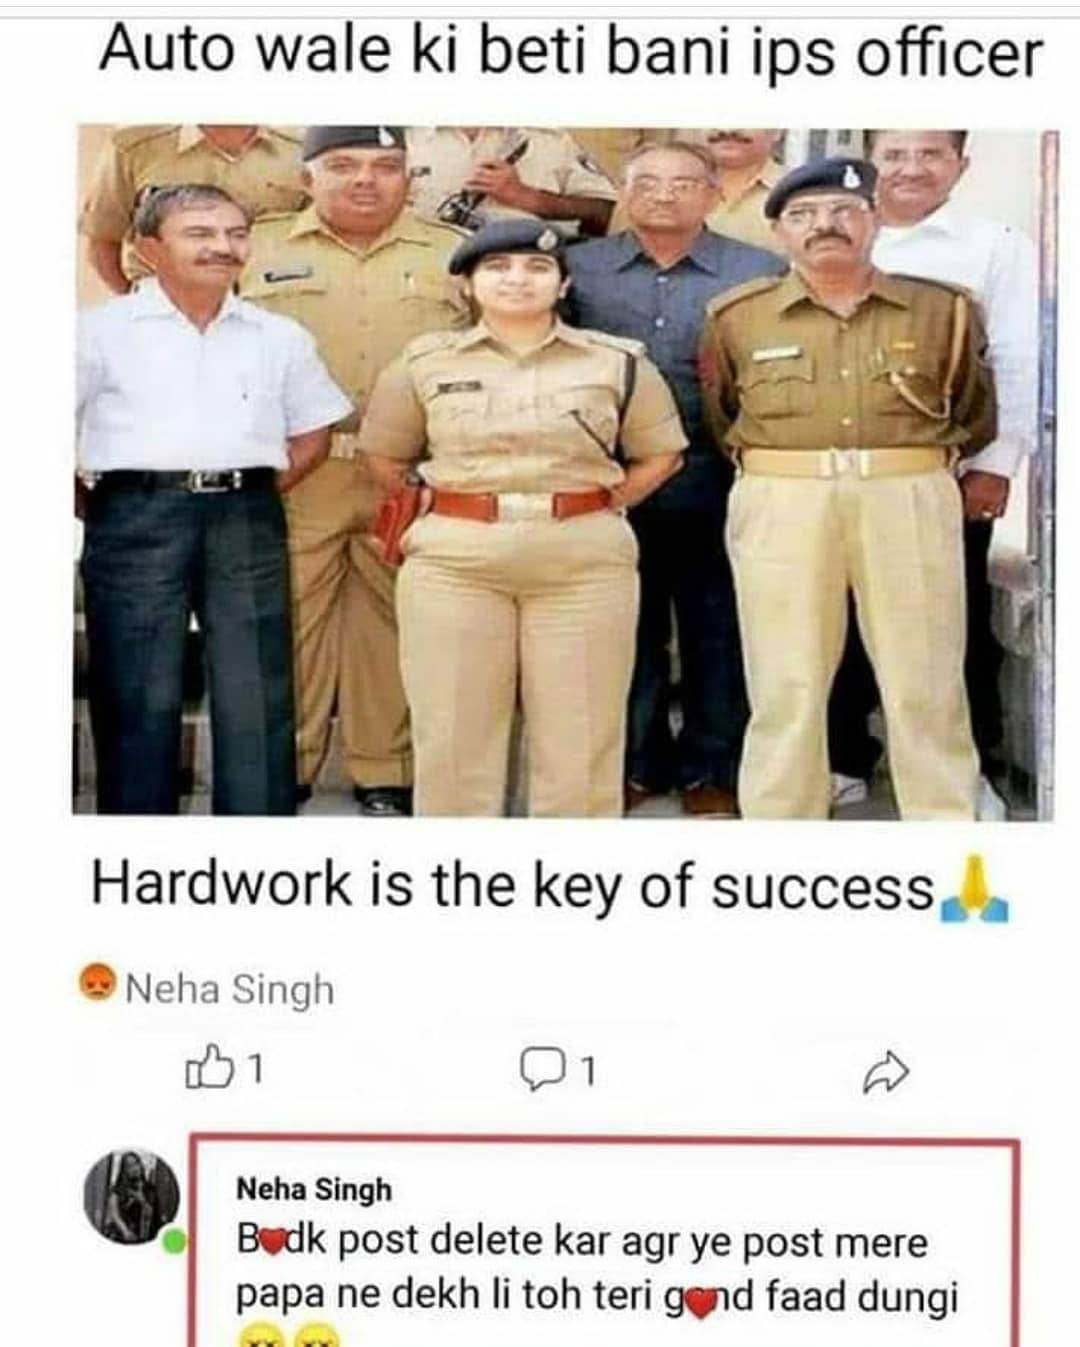 Auto wale ki beti bani ips officer
Hardwork is the key of success🙏
😡 Neha Singh
1
1
Neha Singh
B❤dk post delete kar agr ye post mere
papa ne dekh li toh teri g❤nd faad dungi